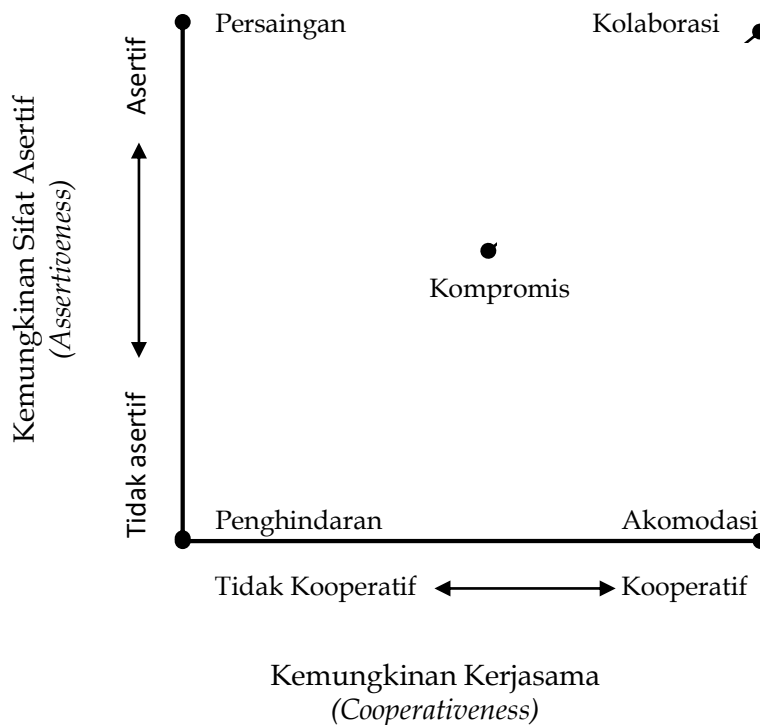 Persaingan
Kolaborasi
Asertif
Kemungkinan Sifat Asertif
(Assertiveness)
Kompromis
Tidak asertif
Penghindaran
Akomodasi
Tidak Kooperatif
Kooperatif
Kemungkinan Kerjasama
(Cooperativeness)